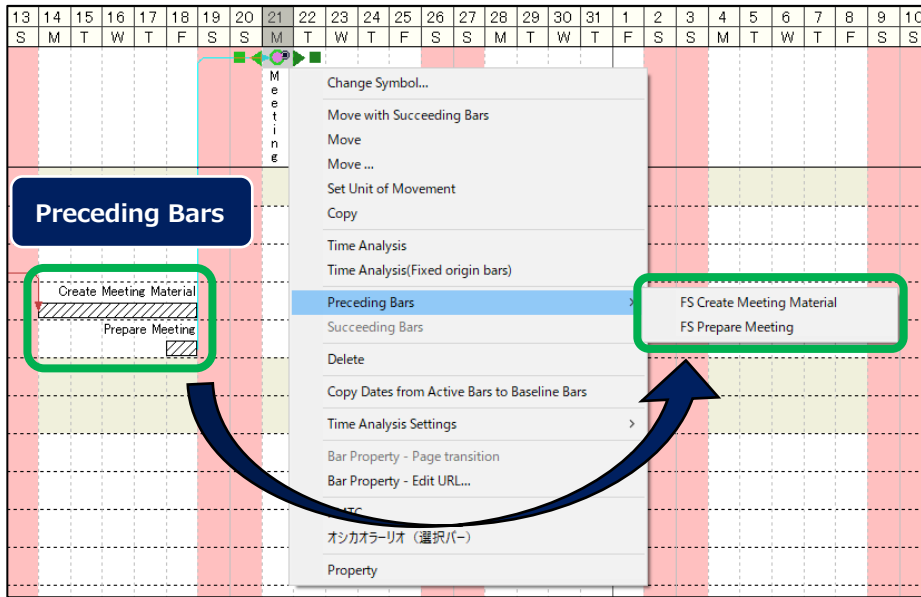 13 14 15 16 17 18 19 20 21 22 23 24 25 26 27 28 29 30 31 1 2 3 4 5 6 7 8 9 10
S M T W T F S S M T W T F S S M T W T F S S M T W T F S S
Meeting
Change Symbol...
Move with Succeeding Bars
Move
Move ...
Set Unit of Movement
Copy
Time Analysis
Time Analysis(Fixed origin bars)
Preceding Bars >
Succeeding Bars
Delete
Copy Dates from Active Bars to Baseline Bars
Time Analysis Settings >
Bar Property - Page transition
Bar Property - Edit URL...
オシカオラーリオ（選択バー）
Property
Preceding Bars
Create Meeting Material
Prepare Meeting
FS Create Meeting Material
FS Prepare Meeting